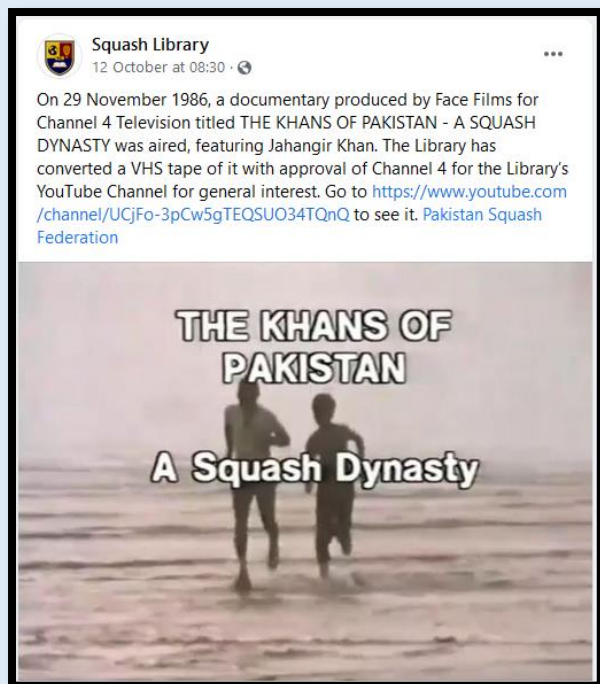 Squash Library
12 October at 08:30 ·
On 29 November 1986, a documentary produced by Face Films for
Channel 4 Television titled THE KHANS OF PAKISTAN - A SQUASH
DYNASTY was aired, featuring Jahangir Khan. The Library has
converted a VHS tape of it with approval of Channel 4 for the Library's
YouTube Channel for general interest. Go to https://www.youtube.com
/channel/UCjFo-3pCw5gTEQSUO34TQnQ to see it. Pakistan Squash
Federation
THE KHANS OF
PAKISTAN
A Squash Dynasty